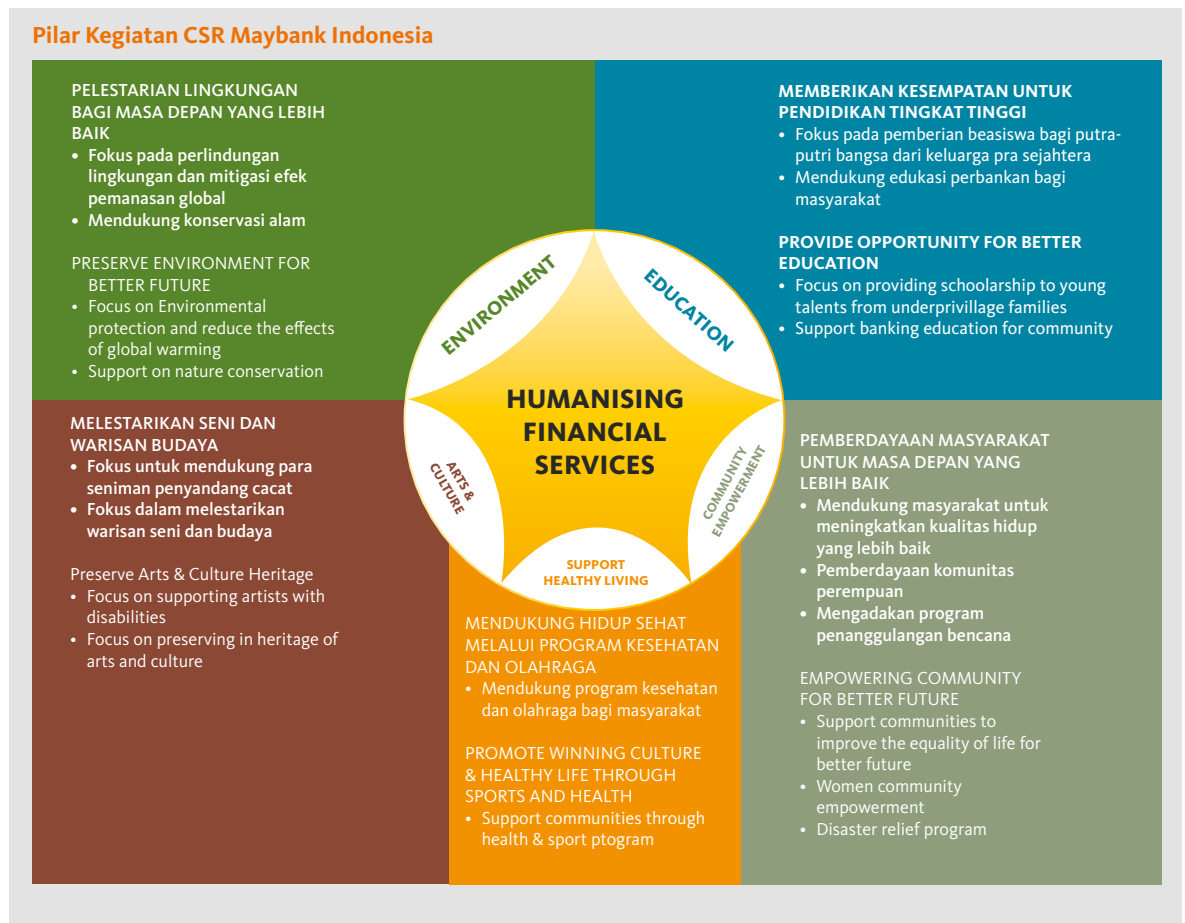 Pilar Kegiatan CSR Maybank Indonesia
PELESTARIAN LINGKUNGAN
BAGI MASA DEPAN YANG LEBIH
BAIK
• Fokus pada perlindungan
lingkungan dan mitigasi efek
pemanasan global
• Mendukung konservasi alam
PRESERVE ENVIRONMENT FOR
BETTER FUTURE
• Focus on Environmental
protection and reduce the effects
of global warming
• Support on nature conservation
MEMBERIKAN KESEMPATAN UNTUK
PENDIDIKAN TINGKAT TINGGI
• Fokus pada pemberian beasiswa bagi putra-
putri bangsa dari keluarga pra sejahtera
• Mendukung edukasi perbankan bagi
masyarakat
PROVIDE OPPORTUNITY FOR BETTER
EDUCATION
• Focus on providing schoolarship to young
talents from underprivillage families
• Support banking education for community
ENVIRONMENT
EDUCATION
HUMANISING
FINANCIAL
SERVICES
ARTS &
CULTURE
COMMUNITY
EMPOWERMENT
SUPPORT
HEALTHY LIVING
MELESTARIKAN SENI DAN
WARISAN BUDAYA
• Fokus untuk mendukung para
seniman penyandang cacat
• Fokus dalam melestarikan
warisan seni dan budaya
Preserve Arts & Culture Heritage
• Focus on supporting artists with
disabilities
• Focus on preserving in heritage of
arts and culture
MENDUKUNG HIDUP SEHAT
MELALUI PROGRAM KESEHATAN
DAN OLAHRAGA
• Mendukung program kesehatan
dan olahraga bagi masyarakat
PROMOTE WINNING CULTURE
& HEALTHY LIFE THROUGH
SPORTS AND HEALTH
• Support communities through
health & sport ptogram
PEMBERDAYAAN MASYARAKAT
UNTUK MASA DEPAN YANG
LEBIH BAIK
• Mendukung masyarakat untuk
meningkatkan kualitas hidup
yang lebih baik
• Pemberdayaan komunitas
perempuan
• Mengadakan program
penanggulangan bencana
EMPOWERING COMMUNITY
FOR BETTER FUTURE
• Support communities to
improve the equality of life for
better future
• Women community
empowerment
• Disaster relief program